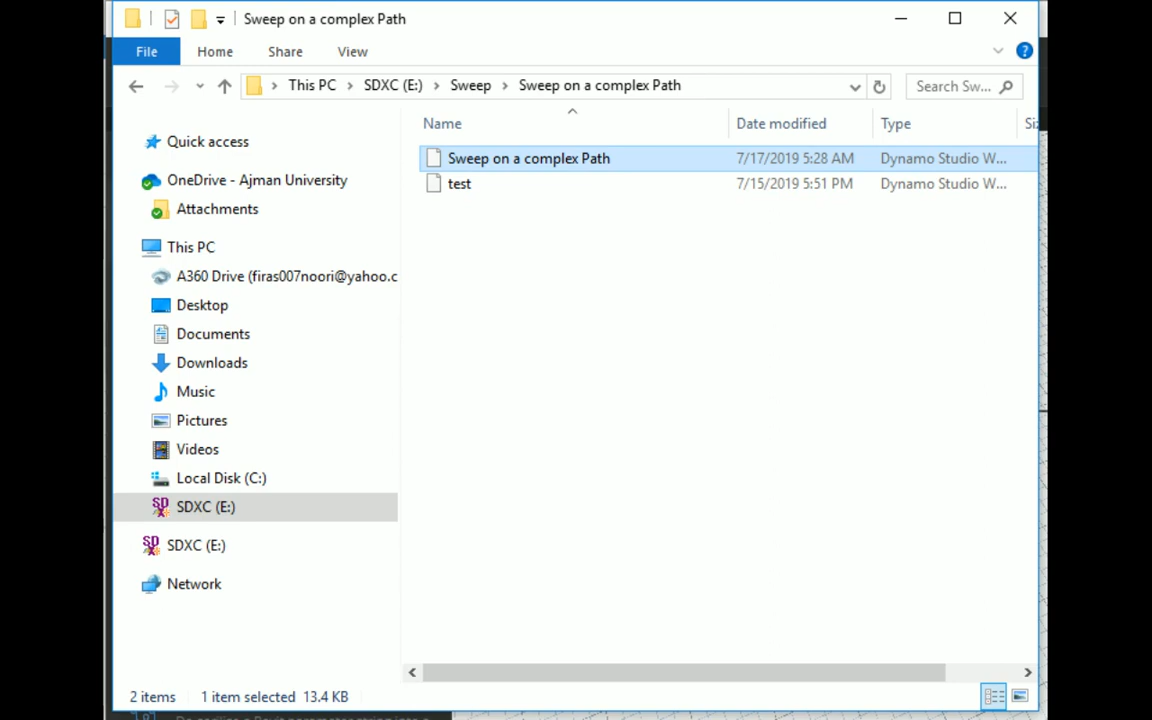 Sweep on a complex Path
File Home Share View
This PC SDXC (E:) Sweep Sweep on a complex Path Search Sw...
Name Date modified Type
Sweep on a complex Path 7/17/2019 5:28 AM Dynamo Studio W...
test 7/15/2019 5:51 PM Dynamo Studio W...
Quick access
OneDrive - Ajman University
Attachments
This PC
A360 Drive (firas007noori@yahoo.c
Desktop
Documents
Downloads
Music
Pictures
Videos
Local Disk (C:)
SDXC (E:)
SDXC (E:)
Network
2 items 1 item selected 13.4 KB